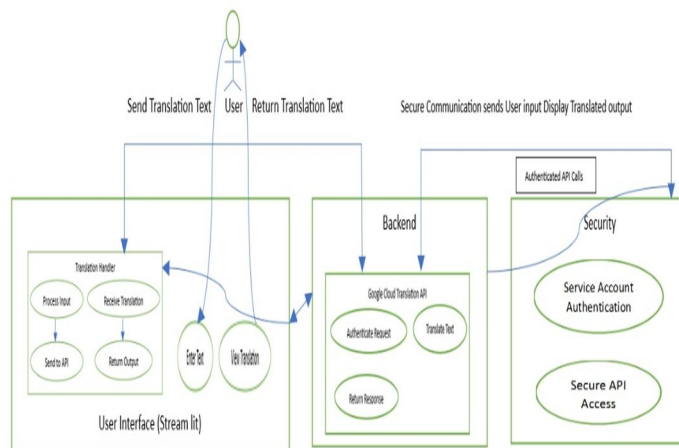 Send Translation Text
User
Return Translation Text
Secure Communication sends User input Display Translated output
Authenticated API Calls
Backend
Security
Translation Handler
Process Input
Receive Translation
Send to API
Return Output
Enter Text
View Translation
User Interface (Stream lit)
Google Cloud Translation API
Authenticate Request
Translate Text
Return Response
Service Account
Authentication
Secure API
Access